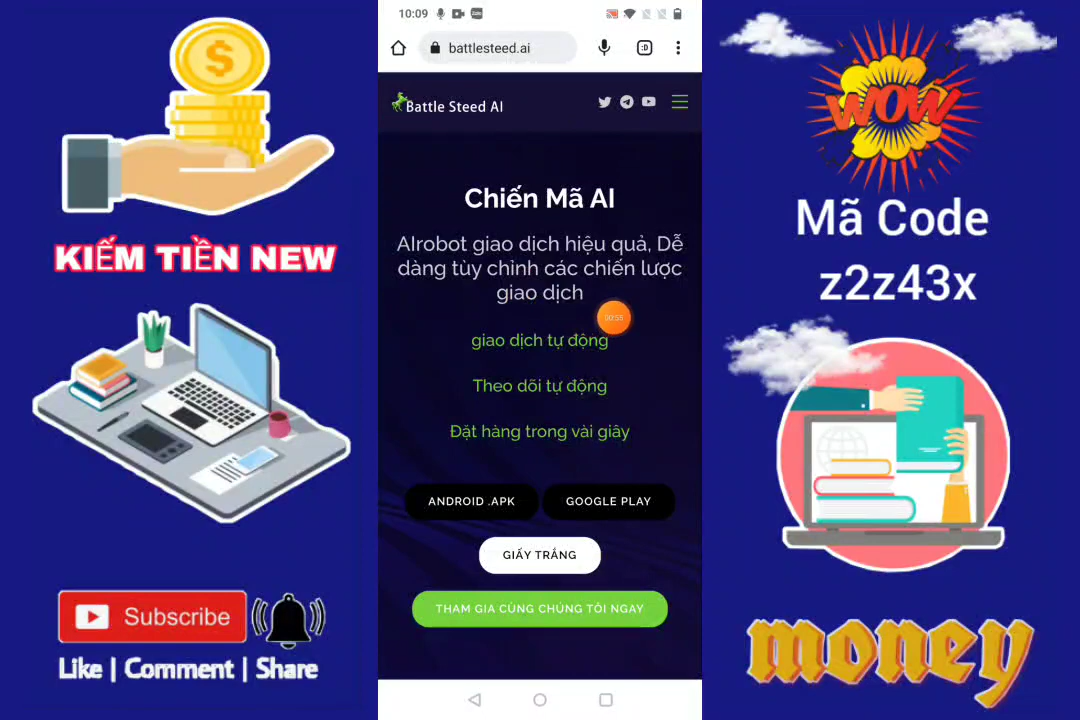 KIẾM TIỀN NEW
Subscribe
Like | Comment | Share
10:09
battlesteed.ai
:D
Battle Steed AI
Chiến Mã AI
AIrobot giao dịch hiệu quả, Dễ
dàng tùy chỉnh các chiến lược
giao dịch
00:55
giao dịch tự động
Theo dõi tự động
Đặt hàng trong vài giây
ANDROID .APK
GOOGLE PLAY
GIẤY TRẮNG
THAM GIA CÙNG CHÚNG TÔI NGAY
WOW
Mã Code
z2z43x
money